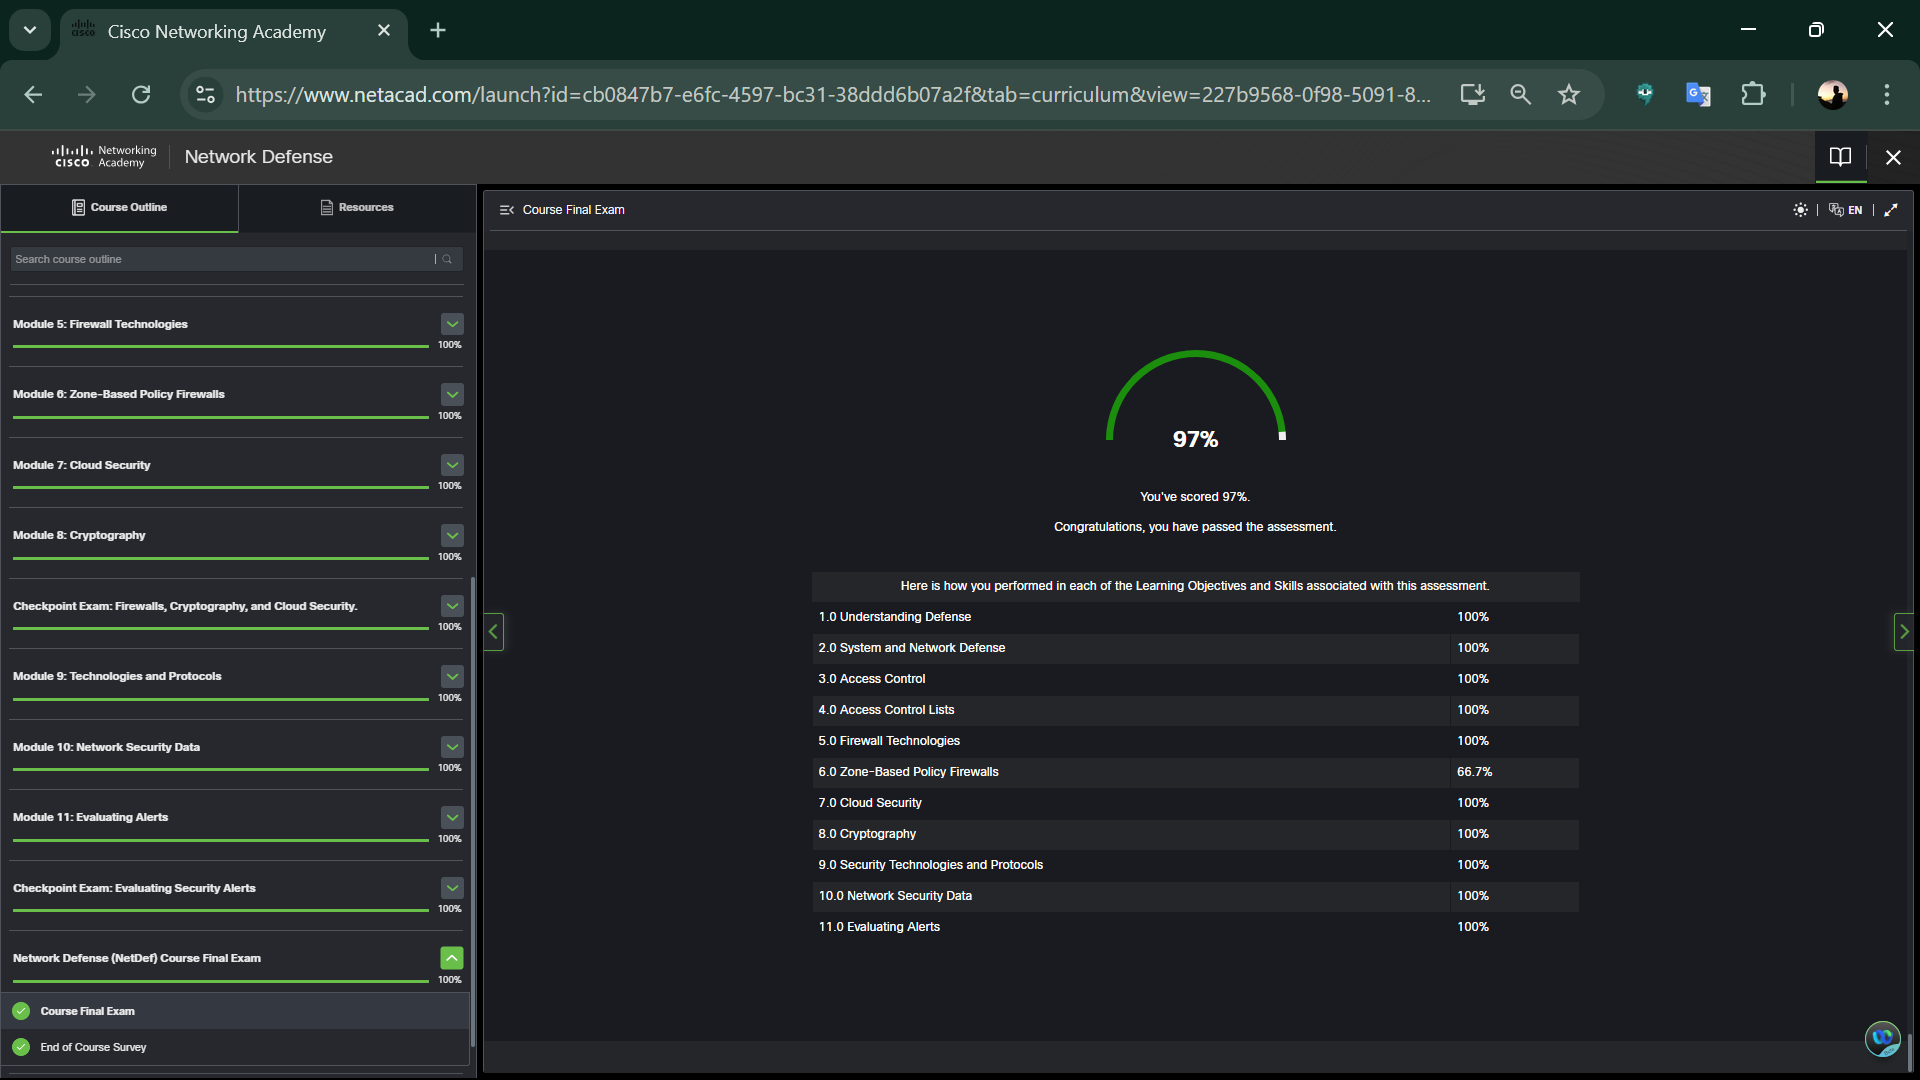 Cisco Networking Academy
https://www.netacad.com/launch?id=cb0847b7-e6fc-4597-bc31-38ddd6b07a2f&tab=curriculum&view=227b9568-0f98-5091-8...
CISCO Networking Academy
Network Defense
Course Outline
Resources
Search course outline
Module 5: Firewall Technologies
100%
Module 6: Zone-Based Policy Firewalls
100%
Module 7: Cloud Security
100%
Module 8: Cryptography
100%
Checkpoint Exam: Firewalls, Cryptography, and Cloud Security.
100%
Module 9: Technologies and Protocols
100%
Module 10: Network Security Data
100%
Module 11: Evaluating Alerts
100%
Checkpoint Exam: Evaluating Security Alerts
100%
Network Defense (NetDef) Course Final Exam
100%
Course Final Exam
End of Course Survey
Course Final Exam
EN
97%
You've scored 97%.
Congratulations, you have passed the assessment.
Here is how you performed in each of the Learning Objectives and Skills associated with this assessment.
1.0 Understanding Defense 100%
2.0 System and Network Defense 100%
3.0 Access Control 100%
4.0 Access Control Lists 100%
5.0 Firewall Technologies 100%
6.0 Zone-Based Policy Firewalls 66.7%
7.0 Cloud Security 100%
8.0 Cryptography 100%
9.0 Security Technologies and Protocols 100%
10.0 Network Security Data 100%
11.0 Evaluating Alerts 100%